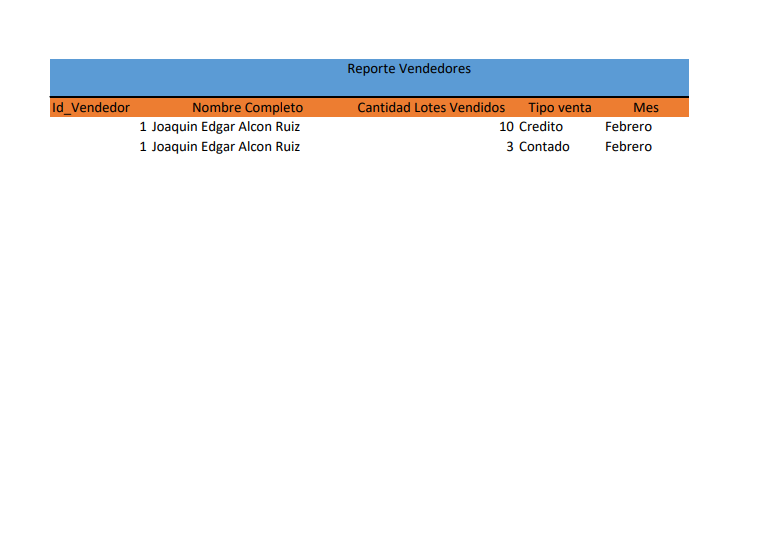 Reporte Vendedores
Id_Vendedor Nombre Completo Cantidad Lotes Vendidos Tipo venta Mes
1 Joaquin Edgar Alcon Ruiz 10 Credito Febrero
1 Joaquin Edgar Alcon Ruiz 3 Contado Febrero